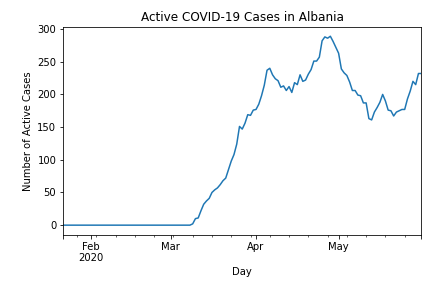 Active COVID-19 Cases in Albania
300
250
200
150
100
50
0
Number of Active Cases
Feb Mar Apr May
2020
Day